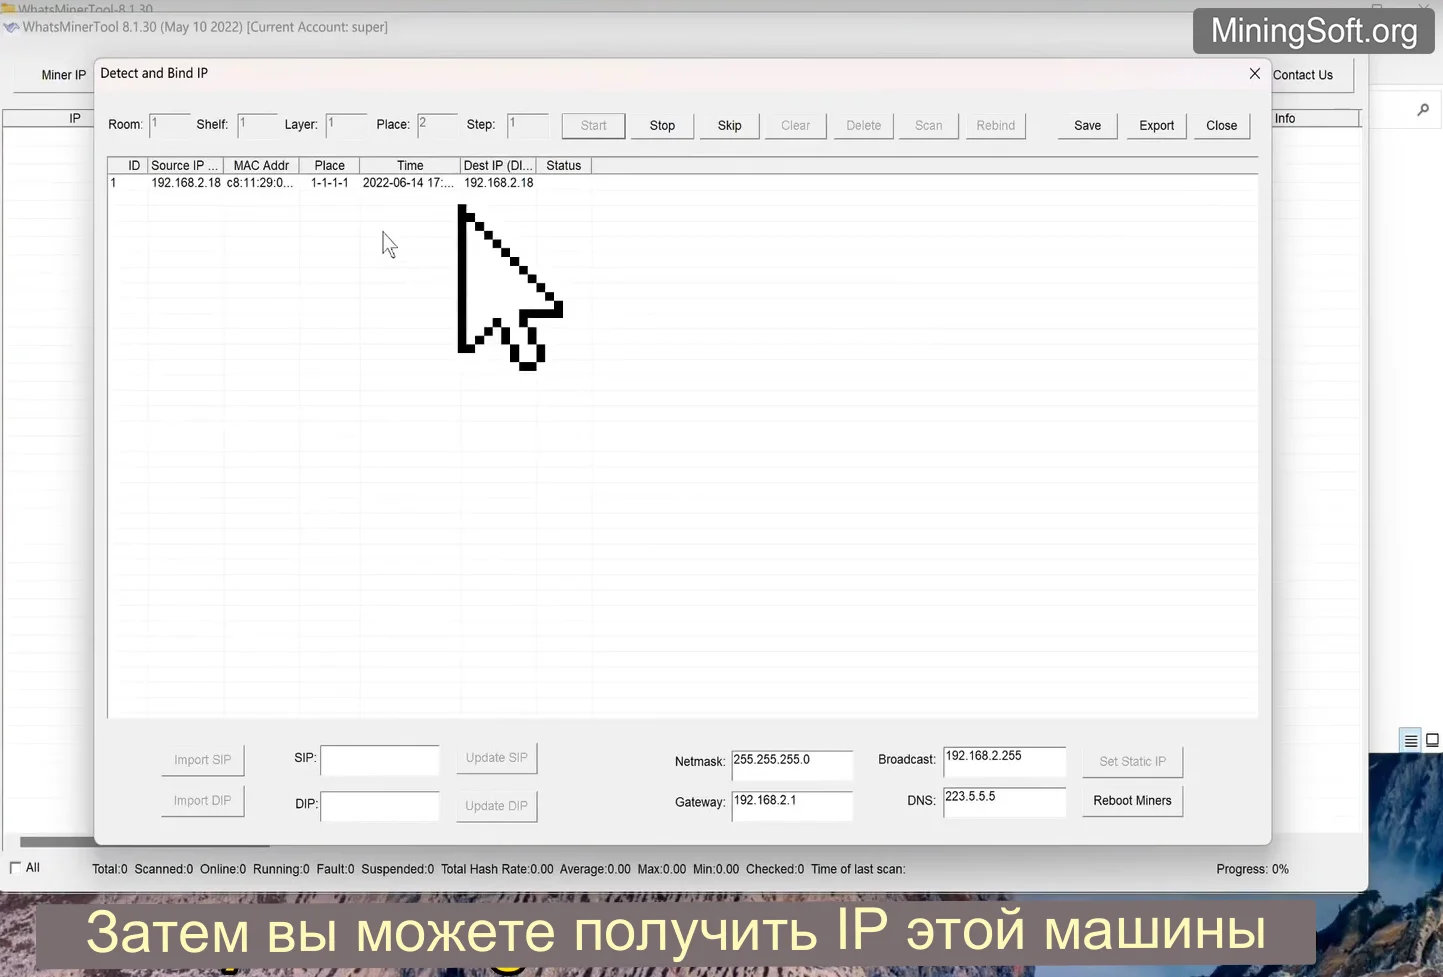 WhatsMinerTool-8.1.30
WhatsMinerTool 8.1.30 (May 10 2022) [Current Account: super]
MiningSoft.org
Miner IP
Detect and Bind IP
Contact Us
IP
Info
Room: 1 Shelf: 1 Layer: 1 Place: 2 Step: 1 Start Stop Skip Clear Delete Scan Rebind Save Export Close
ID Source IP ... MAC Addr Place Time Dest IP (DI... Status
1 192.168.2.18 c8:11:29:0... 1-1-1-1 2022-06-14 17:... 192.168.2.18
Import SIP SIP: Update SIP Netmask: 255.255.255.0 Broadcast: 192.168.2.255 Set Static IP
Import DIP DIP: Update DIP Gateway: 192.168.2.1 DNS: 223.5.5.5 Reboot Miners
All Total:0 Scanned:0 Online:0 Running:0 Fault:0 Suspended:0 Total Hash Rate:0.00 Average:0.00 Max:0.00 Min:0.00 Checked:0 Time of last scan: Progress: 0%
Затем вы можете получить IP этой машины